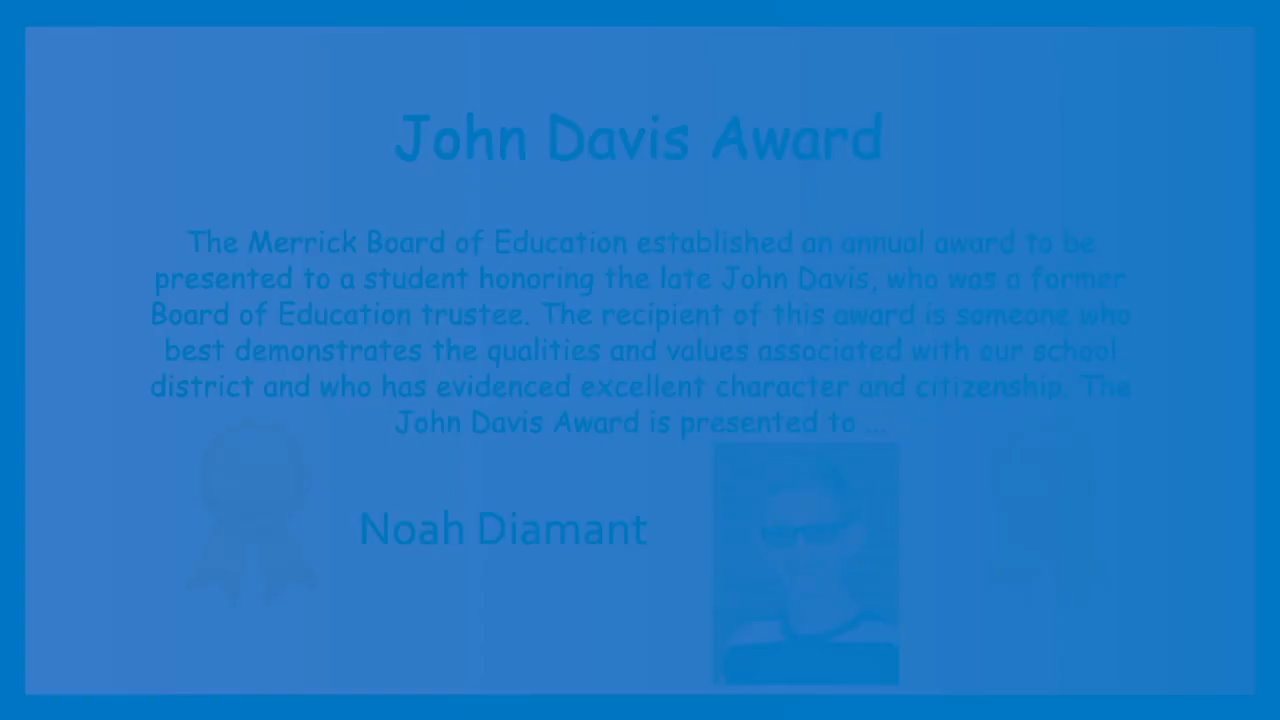 John Davis Award
The Merrick Board of Education established an annual award to be
presented to a student honoring the late John Davis, who was a former
Board of Education trustee. The recipient of this award is someone who
best demonstrates the qualities and values associated with our school
district and who has evidenced excellent character and citizenship. The
John Davis Award is presented to ...
Noah Diamant